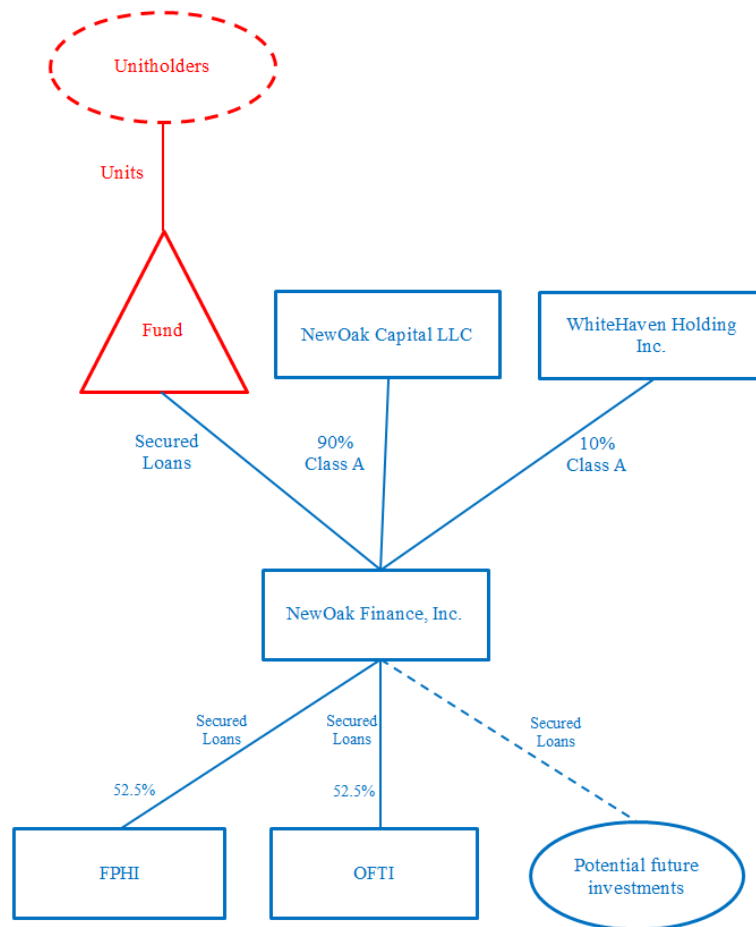 Unitholders
Units
Fund
NewOak Capital LLC
WhiteHaven Holding
Inc.
Secured
Loans
90%
Class A
10%
Class A
NewOak Finance, Inc.
Secured
Loans
Secured
Loans
Secured
Loans
52.5%
52.5%
FPHI
OFTI
Potential future
investments